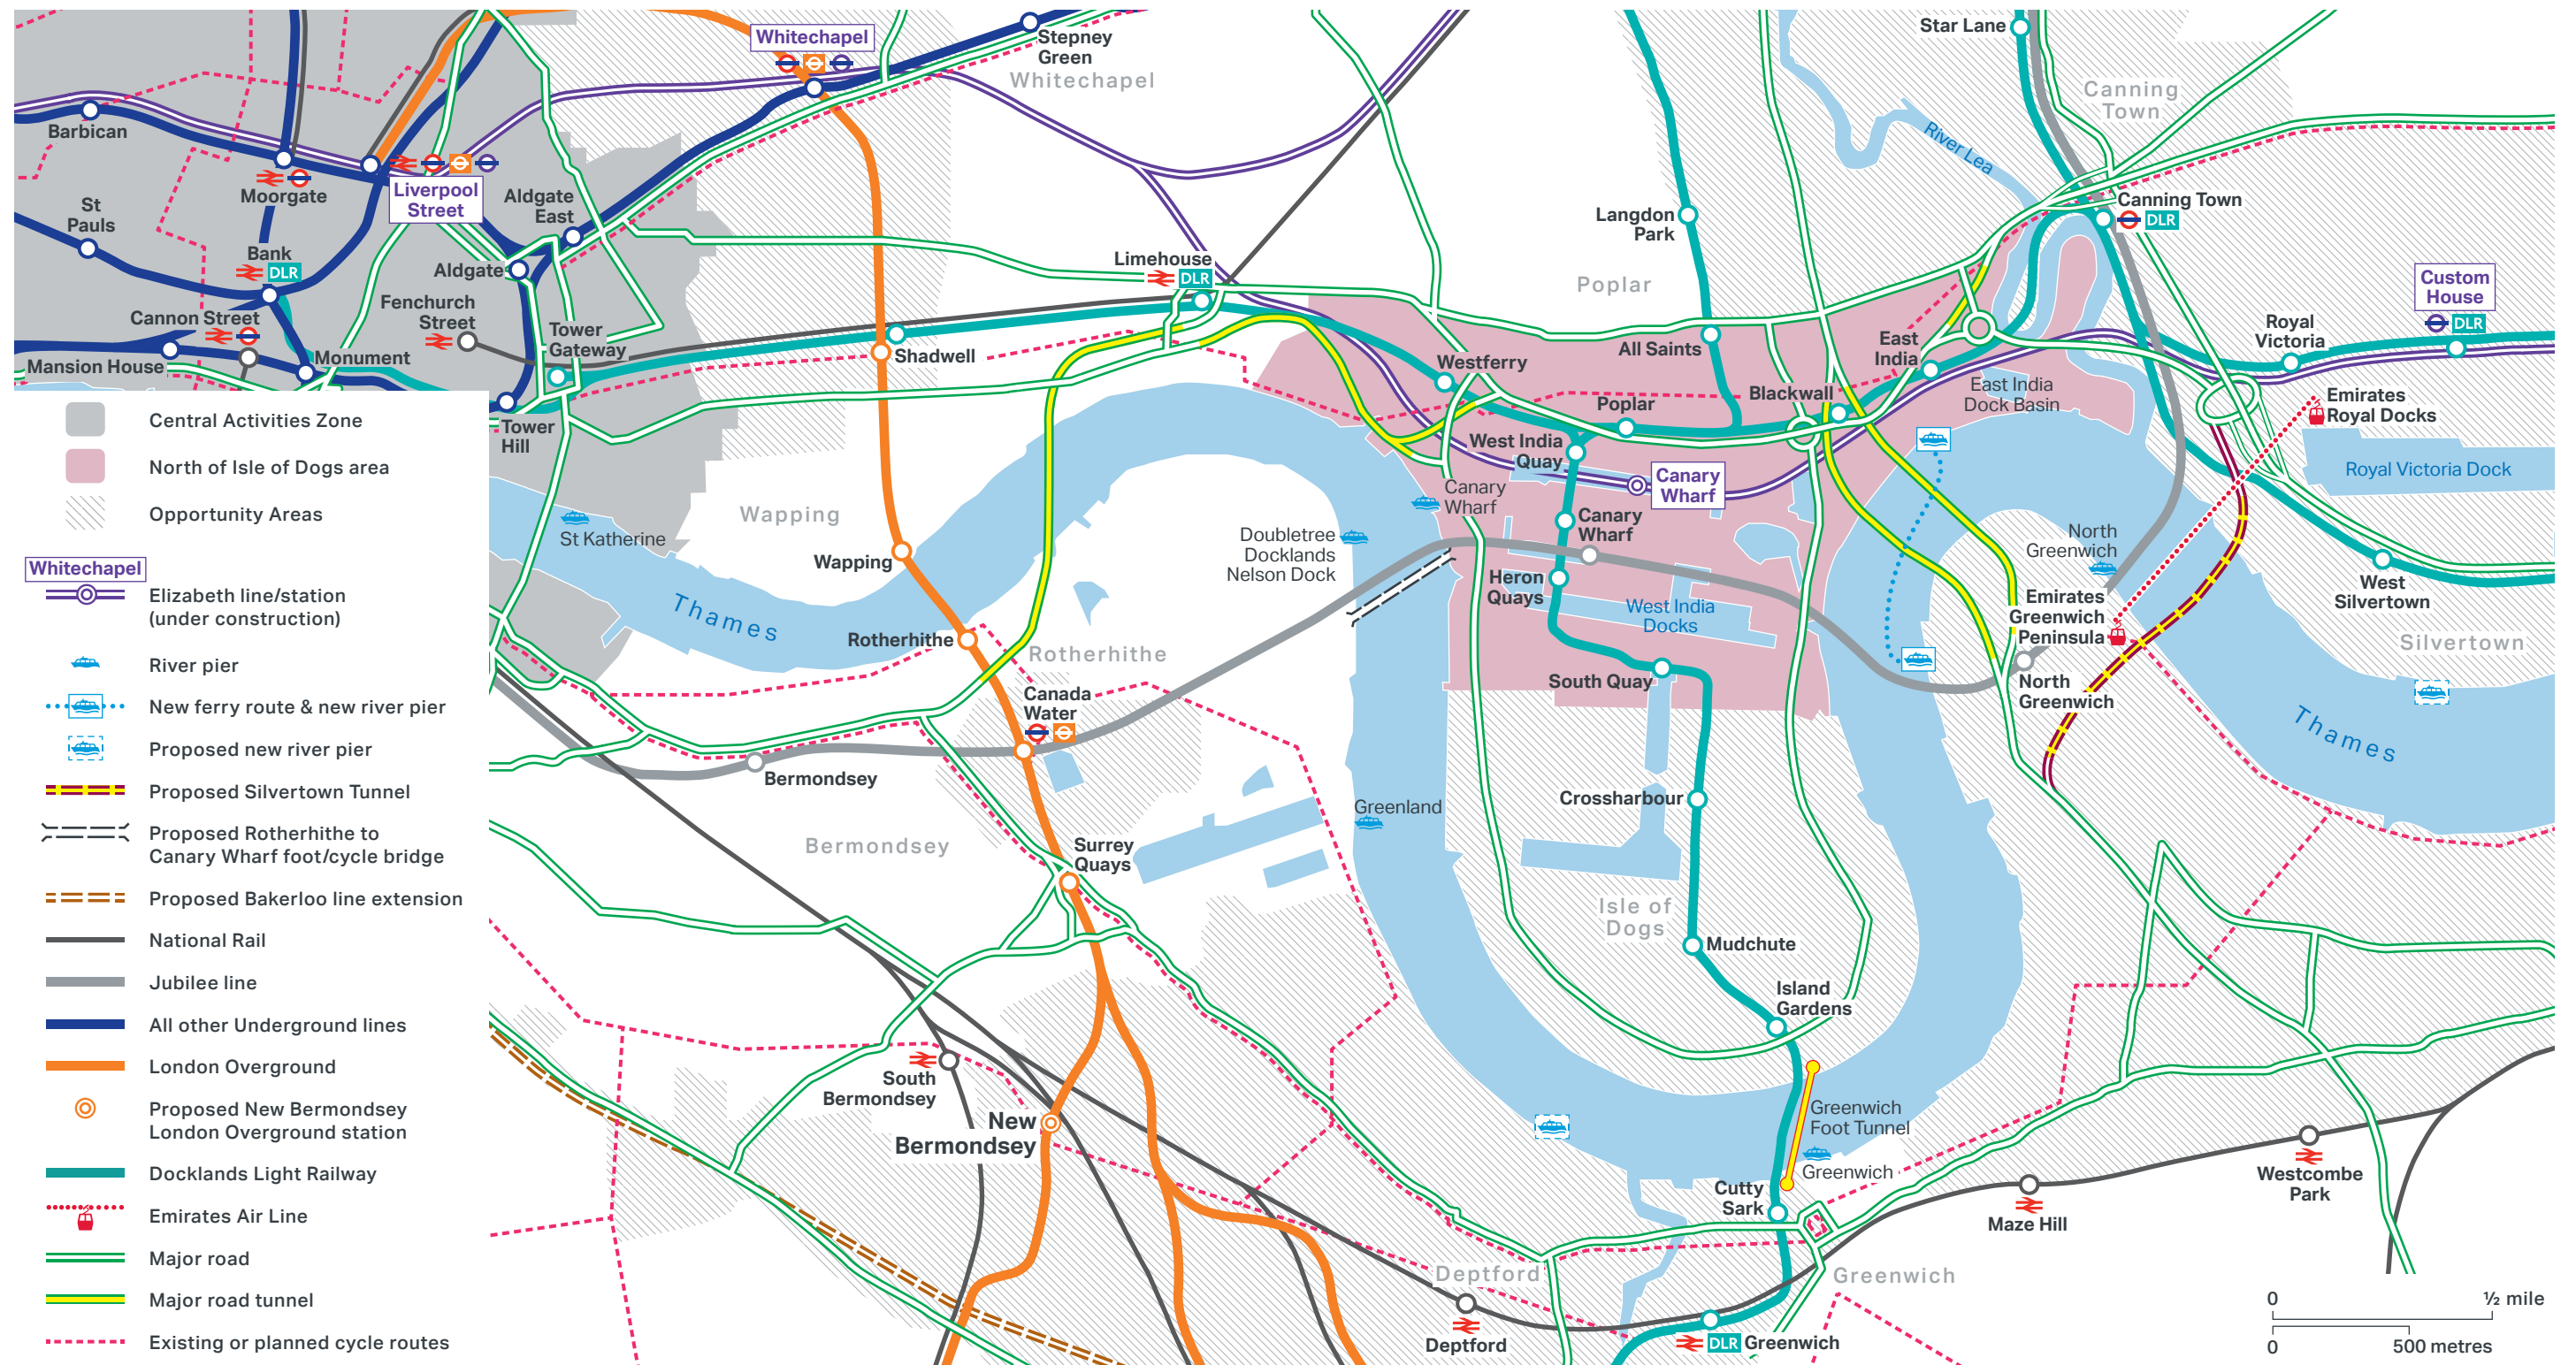 Whitechapel
Stepney
Green
Whitechapel
Star Lane
Canning
Town
River Lea
Barbican
Moorgate
Liverpool
Street
Aldgate
East
St
Pauls
Bank
DLR
Aldgate
Fenchurch
Street
Cannon Street
Mansion House
Monument
Tower
Gateway
Tower
Hill
Shadwell
Limehouse
DLR
Langdon
Park
Poplar
All Saints
Westferry
Poplar
Blackwall
East
India
East India
Dock Basin
Canning Town
DLR
Custom
House
DLR
Royal
Victoria
Emirates
Royal Docks
Royal Victoria Dock
West India
Quay
Canary
Wharf
Canary
Wharf
Canary
Wharf
Heron
Quays
West India
Docks
South Quay
Doubletree
Docklands
Nelson Dock
St Katherine
Wapping
Wapping
Thames
Rotherhithe
Rotherhithe
Canada
Water
Bermondsey
Bermondsey
Surrey
Quays
Greenland
Crossharbour
Isle of
Dogs
Mudchute
Island
Gardens
North
Greenwich
Emirates
Greenwich
Peninsula
North
Greenwich
West
Silvertown
Silvertown
Thames
South
Bermondsey
New
Bermondsey
Greenwich
Foot Tunnel
Greenwich
Cutty
Sark
Deptford
Deptford
DLR
Greenwich
Greenwich
Maze Hill
Westcombe
Park
0
½ mile
0
500 metres
Central Activities Zone
North of Isle of Dogs area
Opportunity Areas
Whitechapel
Elizabeth line/station
(under construction)
River pier
New ferry route & new river pier
Proposed new river pier
Proposed Silvertown Tunnel
Proposed Rotherhithe to
Canary Wharf foot/cycle bridge
Proposed Bakerloo line extension
National Rail
Jubilee line
All other Underground lines
London Overground
Proposed New Bermondsey
London Overground station
Docklands Light Railway
Emirates Air Line
Major road
Major road tunnel
Existing or planned cycle routes